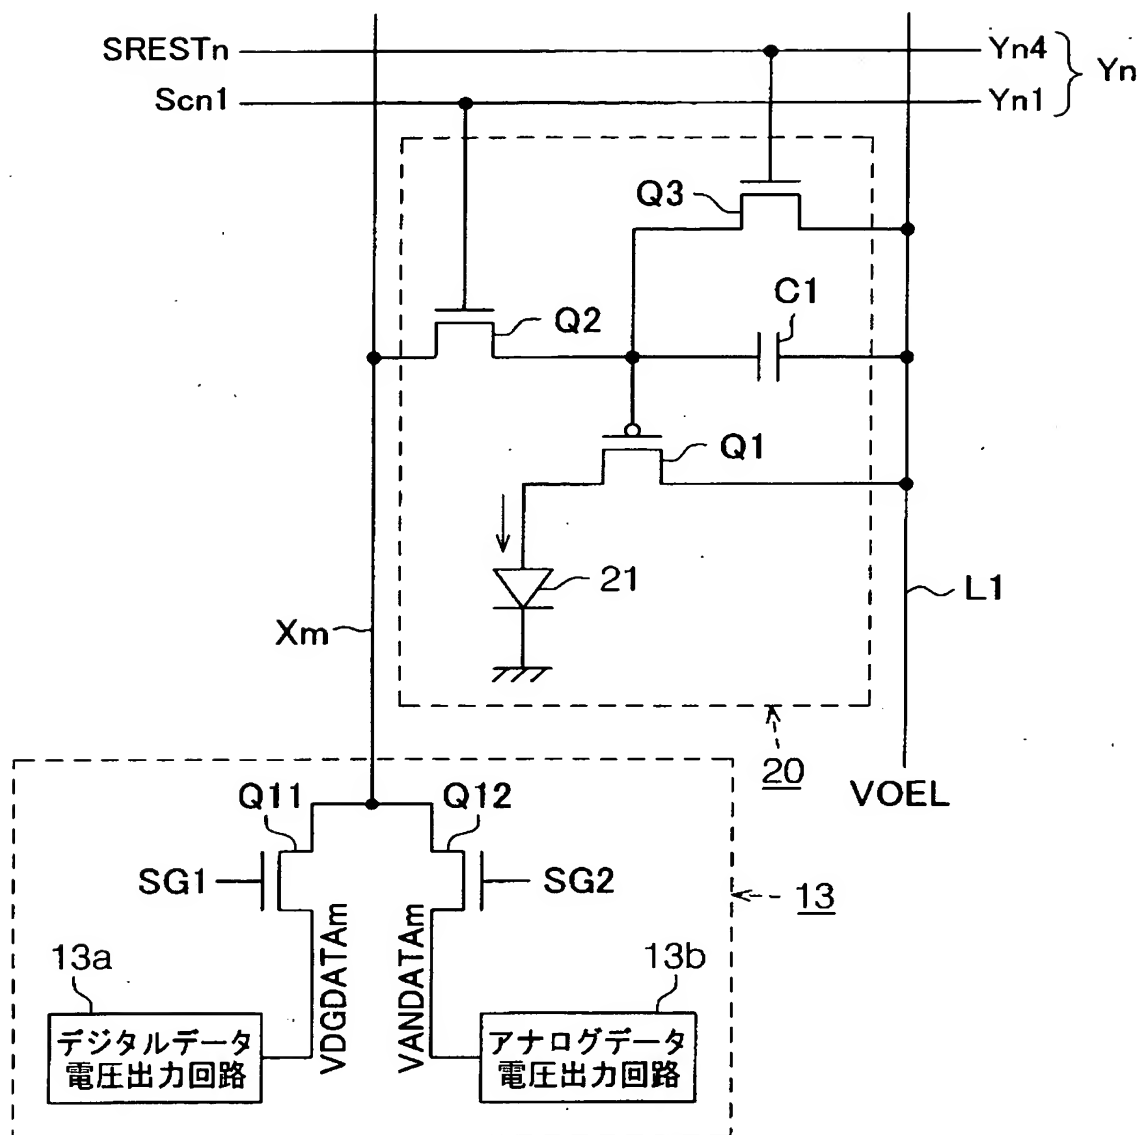 SRESTn
Yn4
Yn
Scn1
Yn1
Q3
C1
Q2
Q1
21
L1
Xm
20
VOEL
Q11
Q12
SG1
SG2
13
VDGDATAm
VANDATAm
13a
13b
デジタルデータ
電圧出力回路
アナログデータ
電圧出力回路